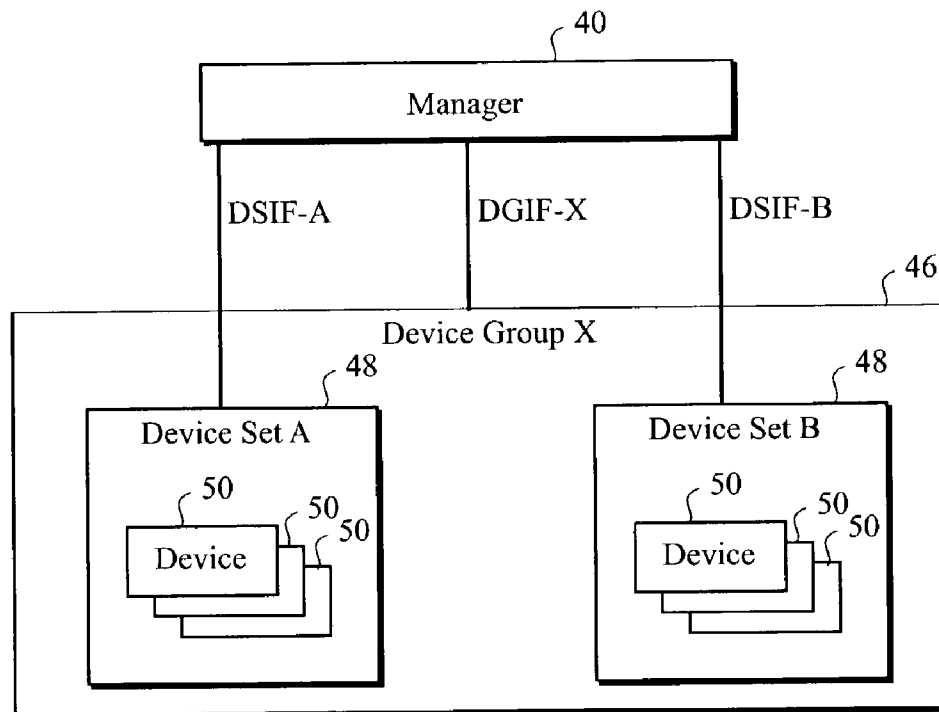 40
Manager
DSIF-A
DGIF-X
DSIF-B
46
Device Group X
48
48
Device Set A
Device Set B
50
50
50
Device
50
50
50
Device